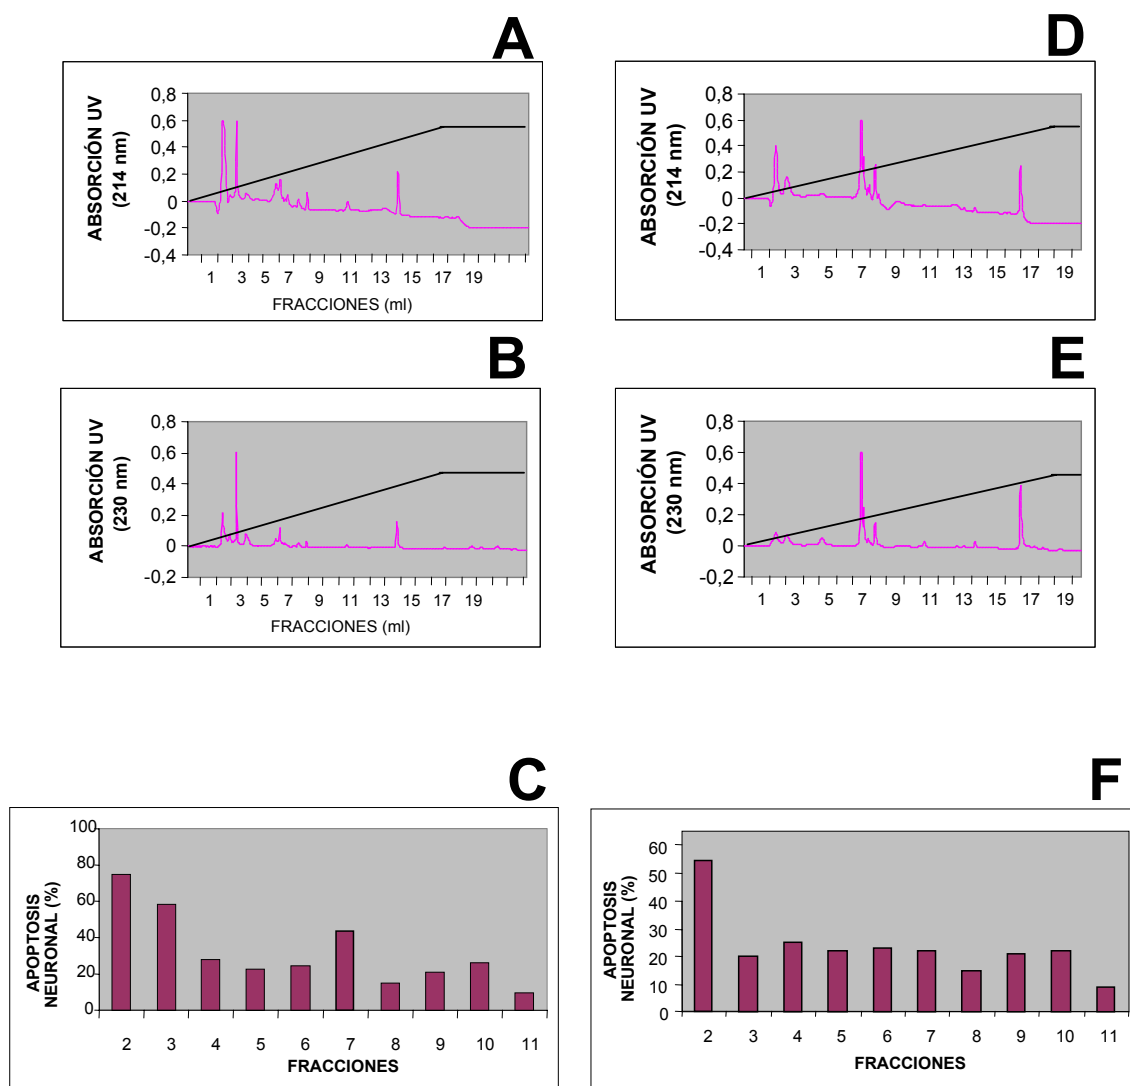 A
ABSORCIÓN UV
(214 nm)
0,8
0,6
0,4
0,2
0
-0,2
-0,4
1 3 5 7 9 11 13 15 17 19
FRACCIONES (ml)
D
ABSORCIÓN UV
(214 nm)
0,8
0,6
0,4
0,2
0
-0,2
-0,4
1 3 5 7 9 11 13 15 17 19
B
ABSORCIÓN UV
(230 nm)
0,8
0,6
0,4
0,2
0
-0,2
1 3 5 7 9 11 13 15 17 19
FRACCIONES (ml)
E
ABSORCIÓN UV
(230 nm)
0,8
0,6
0,4
0,2
0
-0,2
1 3 5 7 9 11 13 15 17 19
C
APOPTOSIS
NEURONAL (%)
100
80
60
40
20
0
2 3 4 5 6 7 8 9 10 11
FRACCIONES
F
APOPTOSIS
NEURONAL (%)
60
50
40
30
20
10
0
2 3 4 5 6 7 8 9 10 11
FRACCIONES